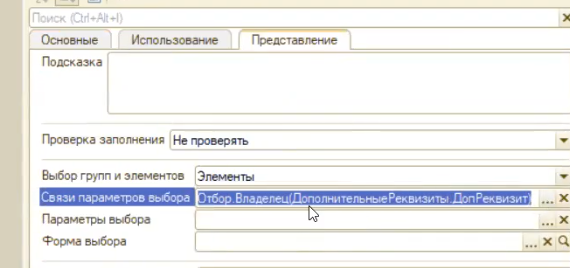 Поиск (Ctrl+Alt+I)
Основные Использование Представление
Подсказка
Проверка заполнения Не проверять
Выбор групп и элементов Элементы
Связи параметров выбора Отбор.Владелец(ДополнительныеРеквизиты.ДопРеквизит) ...
Параметры выбора ...
Форма выбора ...